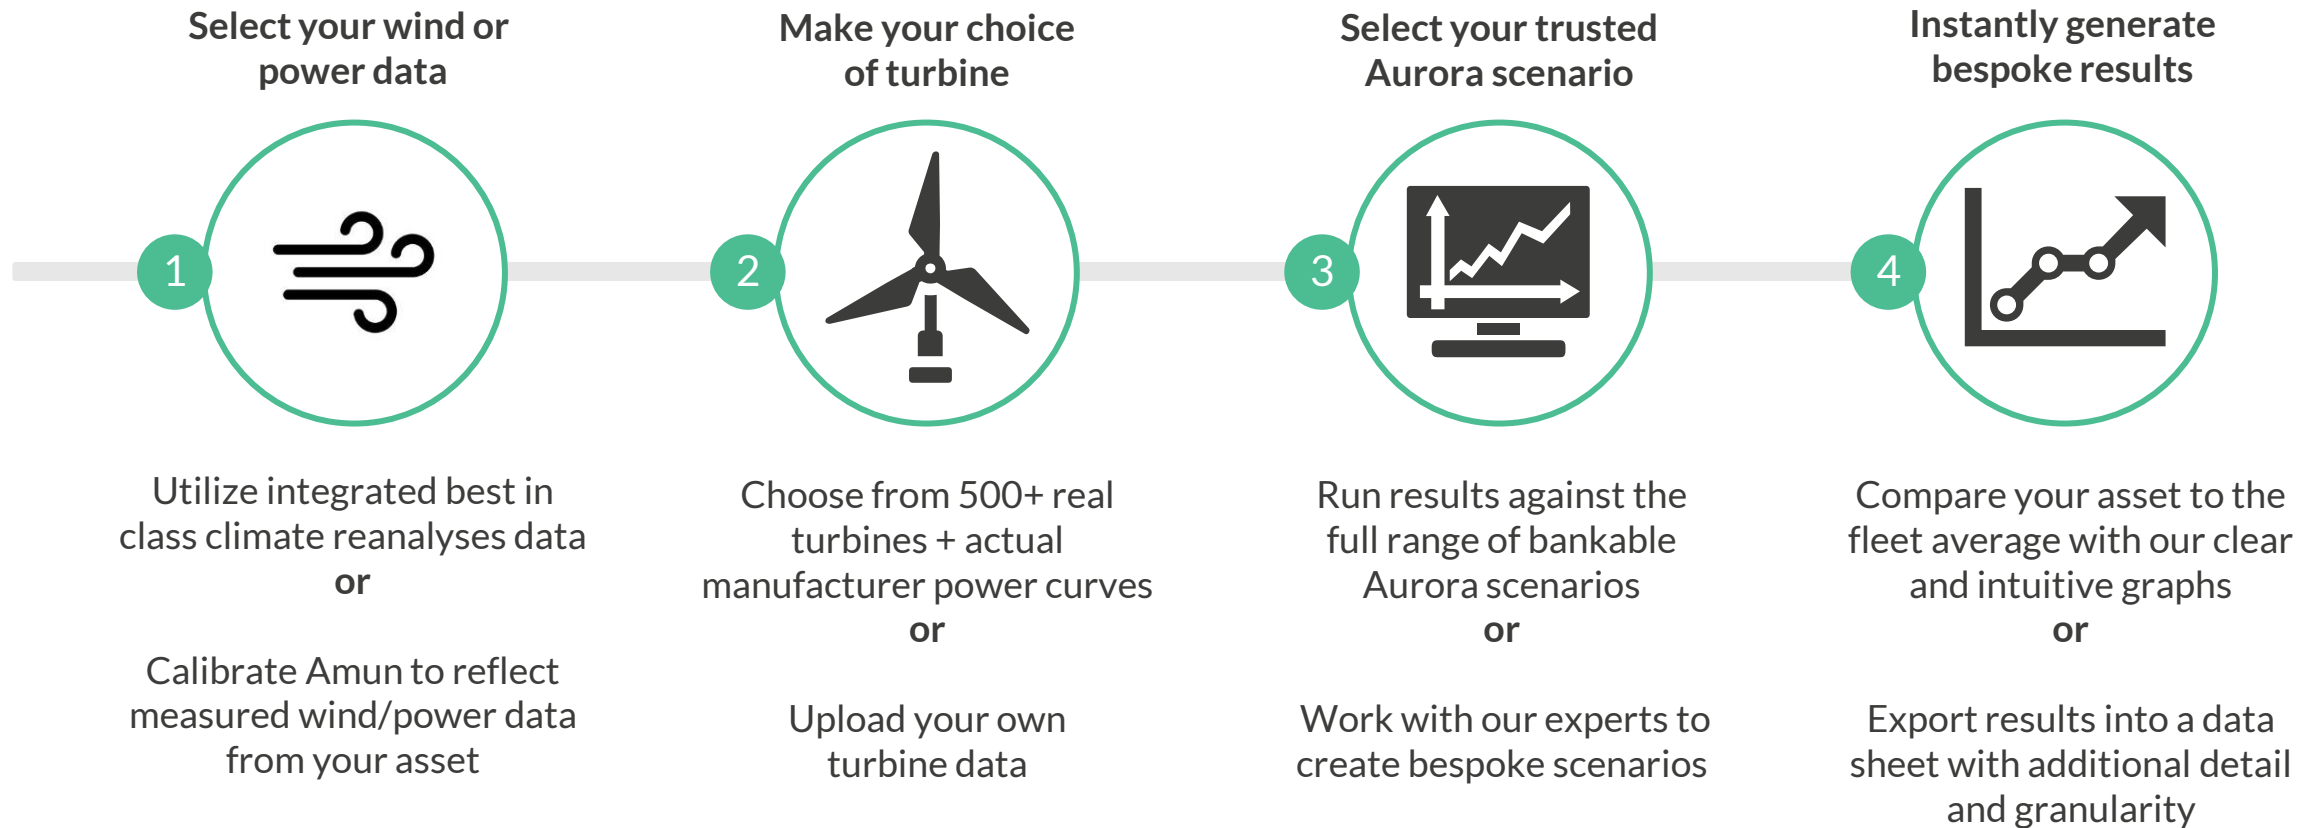 Select your wind or
power data
1
Utilize integrated best in
class climate reanalyses data
or
Calibrate Amun to reflect
measured wind/power data
from your asset
Make your choice
of turbine
2
Choose from 500+ real
turbines + actual
manufacturer power curves
or
Upload your own
turbine data
Select your trusted
Aurora scenario
3
Run results against the
full range of bankable
Aurora scenarios
or
Work with our experts to
create bespoke scenarios
Instantly generate
bespoke results
4
Compare your asset to the
fleet average with our clear
and intuitive graphs
or
Export results into a data
sheet with additional detail
and granularity